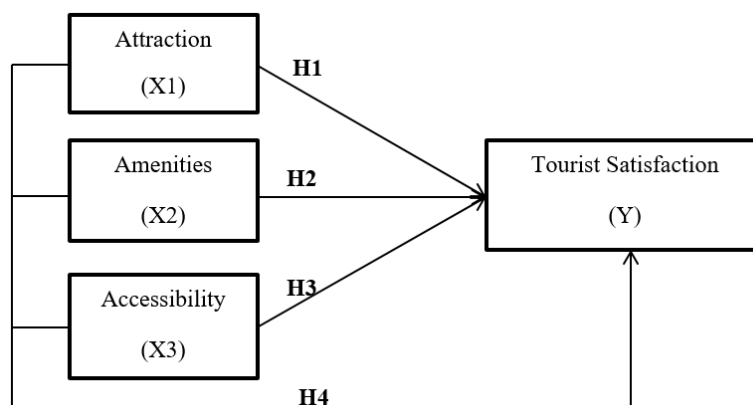 Attraction
(X1)
H1
Amenities
(X2)
H2
Tourist Satisfaction
(Y)
Accessibility
(X3)
H3
H4